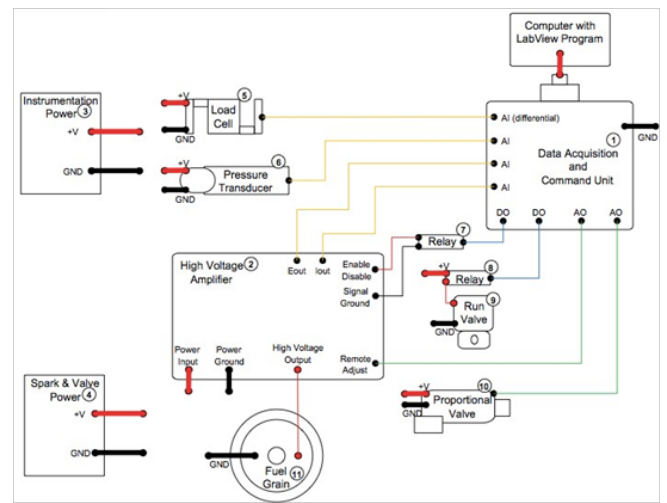 Computer with
LabView Program
Instrumentation
Power 3
+V
GND
+V
5
Load
Cell
GND
+V
6
Pressure
Transducer
GND
AI (differential)
AI
AI
AI
1
Data Acquisition
and
Command Unit
GND
DO
DO
AO
AO
7
Relay
+V
8
Relay
9
Run
Valve
GND
High Voltage 2
Amplifier
Eout
Iout
Enable
Disable
Signal
Ground
Power
Input
Power
Ground
High Voltage
Output
Remote
Adjust
Spark & Valve
Power 4
+V
GND
+V
10
GND
Proportional
Valve
GND
Fuel
Grain
11